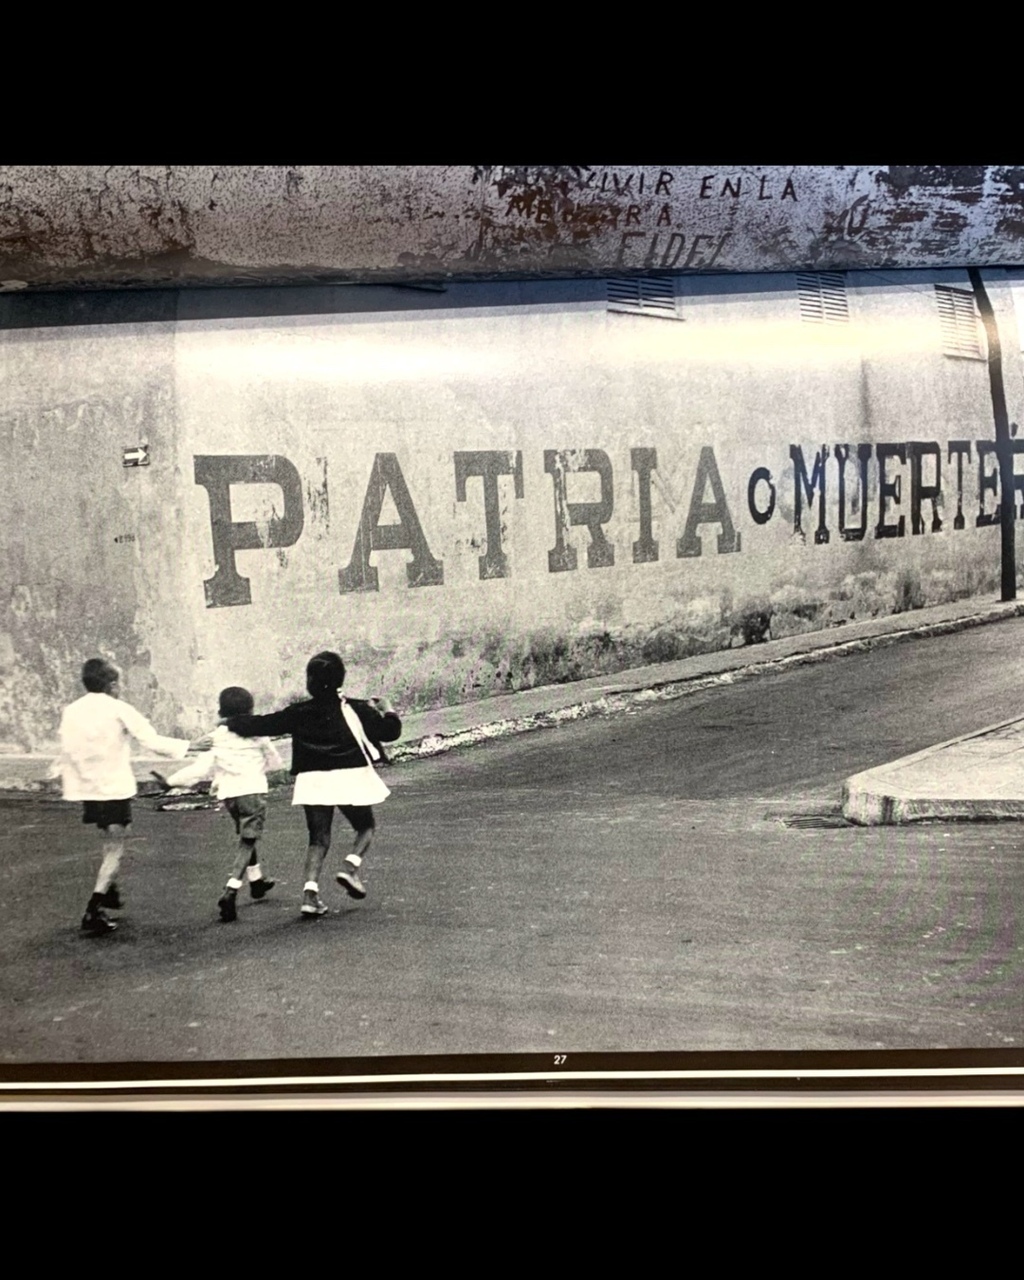 VIVIR EN LA
FIDEL
PATRIA O MUERTE
27